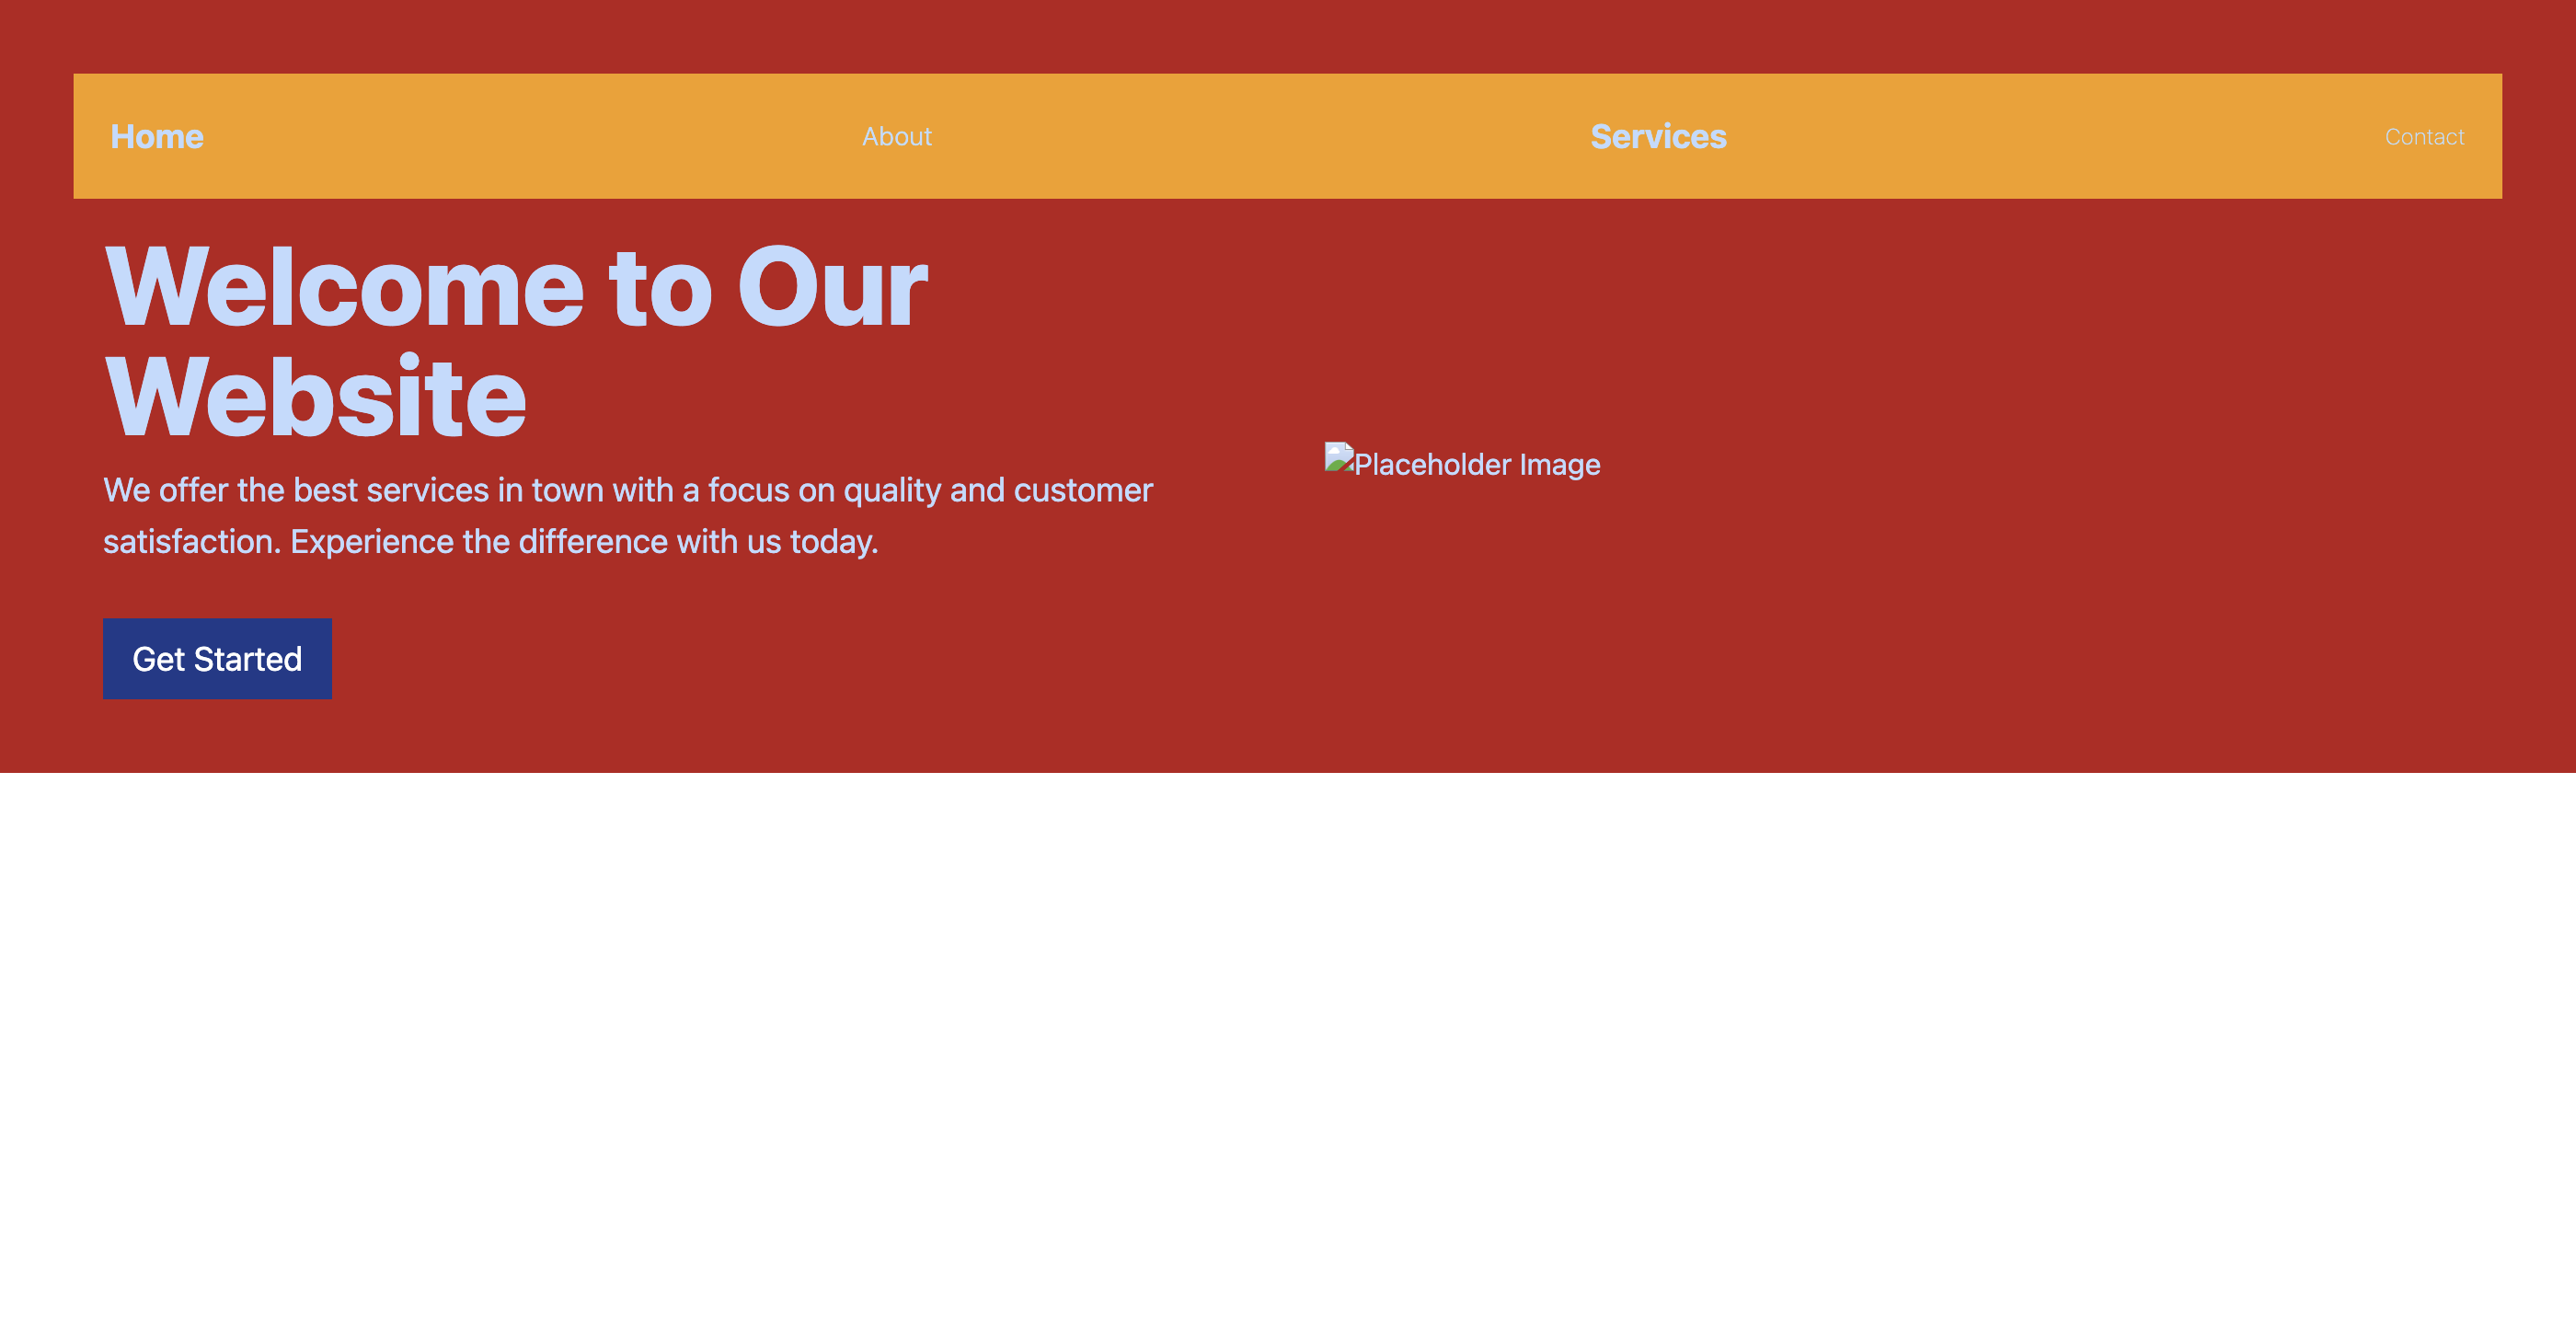 Home About Services Contact
Welcome to Our
Website
We offer the best services in town with a focus on quality and customer
satisfaction. Experience the difference with us today.
Placeholder Image
Get Started